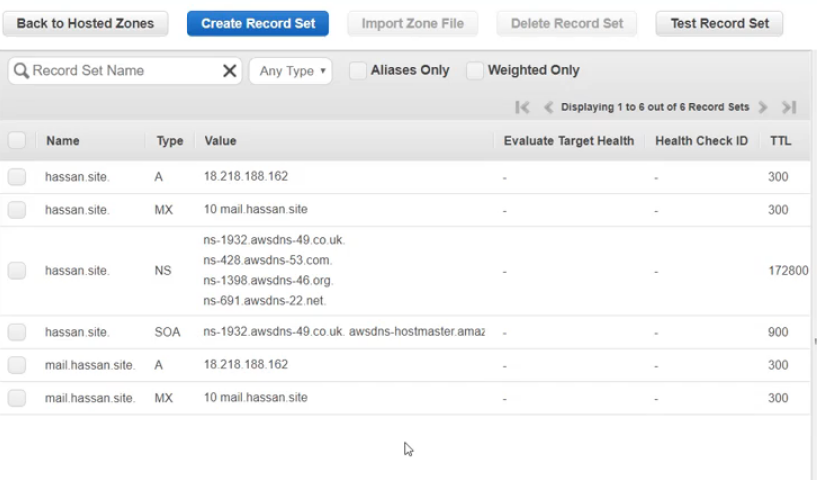 Back to Hosted Zones Create Record Set Import Zone File Delete Record Set Test Record Set
Record Set Name Any Type Aliases Only Weighted Only
Displaying 1 to 6 out of 6 Record Sets
Name Type Value Evaluate Target Health Health Check ID TTL
hassan.site. A 18.218.188.162 - - 300
hassan.site. MX 10 mail.hassan.site - - 300
ns-1932.awsdns-49.co.uk.
ns-428.awsdns-53.com.
hassan.site. NS - - 172800
ns-1398.awsdns-46.org.
ns-691.awsdns-22.net.
hassan.site. SOA ns-1932.awsdns-49.co.uk. awsdns-hostmaster.amaz - - 900
mail.hassan.site. A 18.218.188.162 - - 300
mail.hassan.site. MX 10 mail.hassan.site - - 300